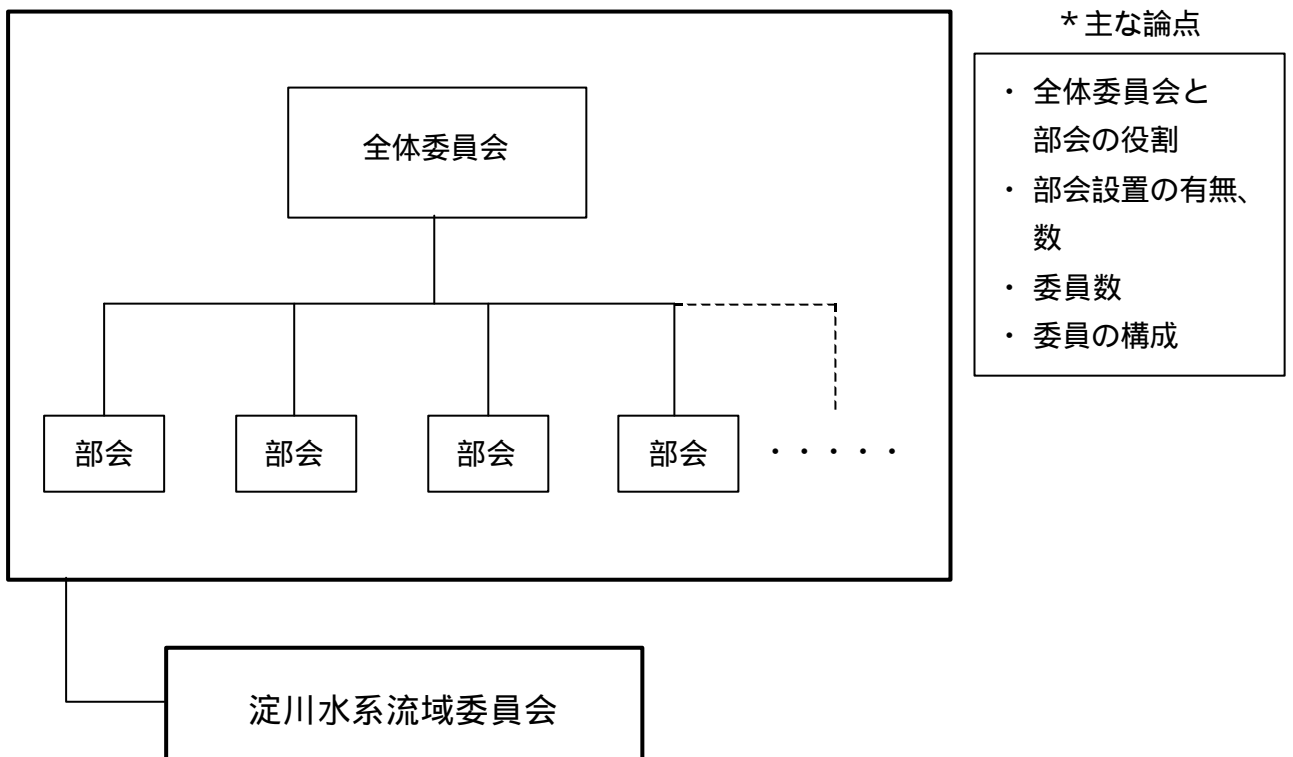 *主な論点
・ 全体委員会と
部会の役割
・ 部会設置の有無、
数
・ 委員数
・ 委員の構成
全体委員会
部会
部会
部会
部会
・・・・・
淀川水系流域委員会